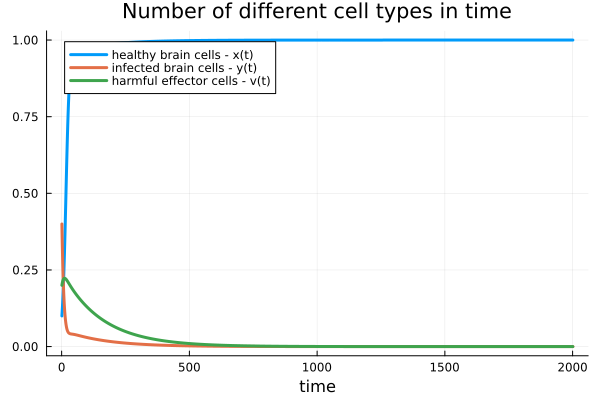 Number of different cell types in time
1.00
healthy brain cells - x(t)
infected brain cells - y(t)
harmful effector cells - v(t)
0.75
0.50
0.25
0.00
0 500 1000 1500 2000
time